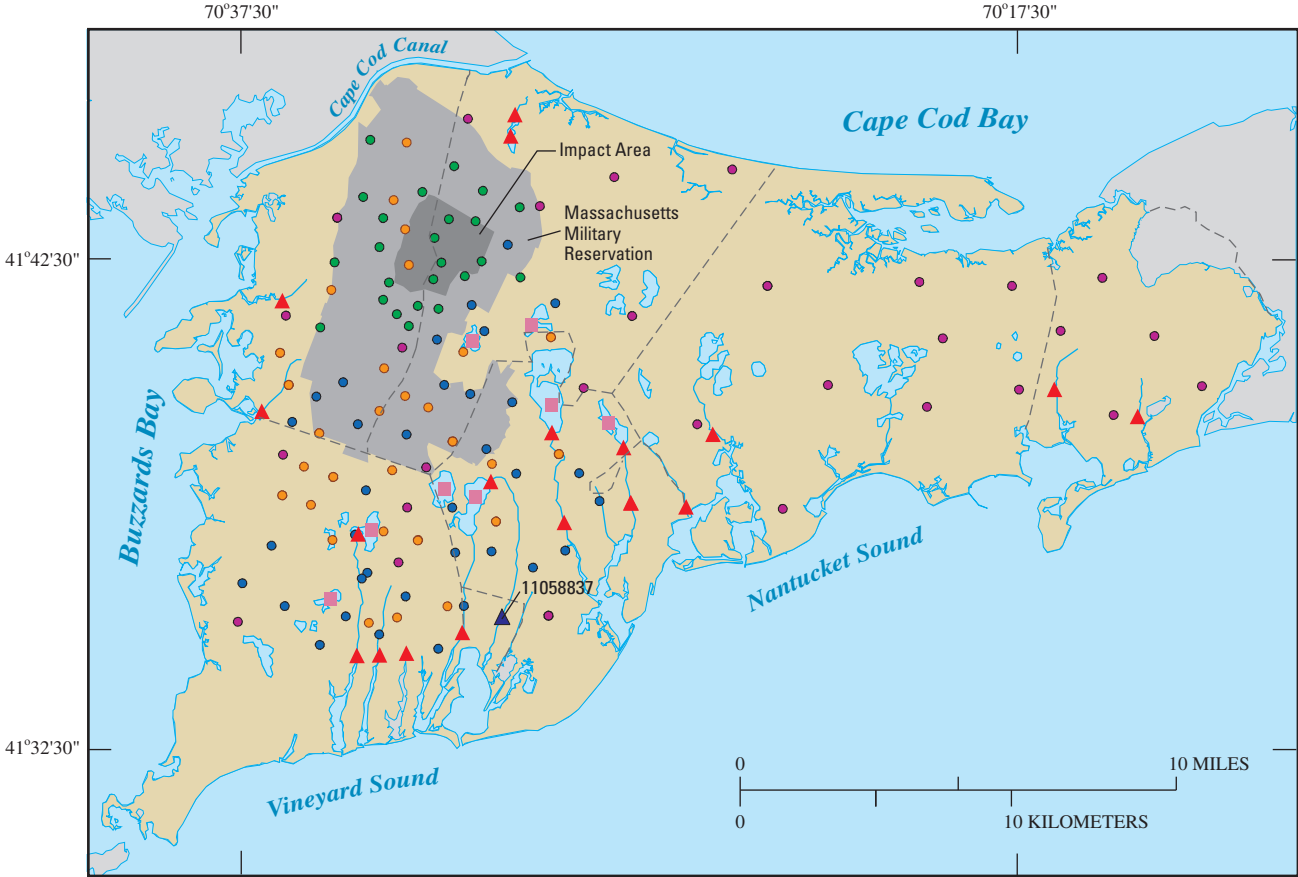 70°37'30"
70°17'30"
Cape Cod Canal
Cape Cod Bay
Impact Area
Massachusetts
Military
Reservation
41°42'30"
Buzzards Bay
Nantucket Sound
11058837
41°32'30"
Vineyard Sound
0
10 MILES
0
10 KILOMETERS